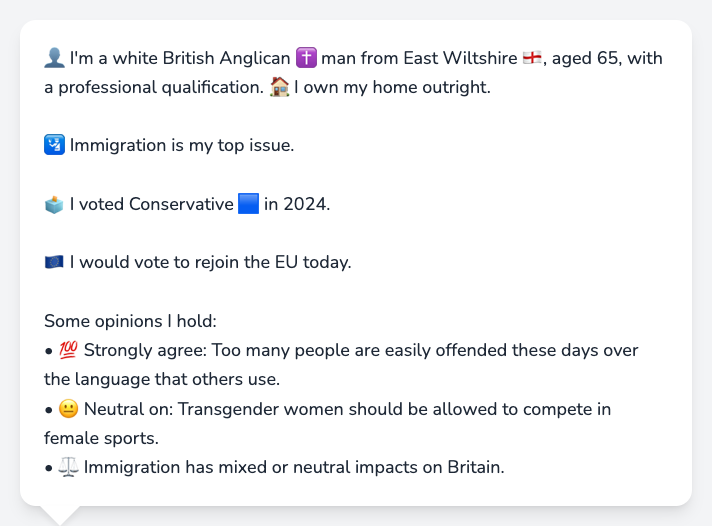 👤 I'm a white British Anglican ✝️ man from East Wiltshire 🏴󠁧󠁢󠁥󠁮󠁧󠁿, aged 65, with
a professional qualification. 🏠 I own my home outright.
🛂 Immigration is my top issue.
🗳️ I voted Conservative 🟦 in 2024.
🇪🇺 I would vote to rejoin the EU today.
Some opinions I hold:
• 💯 Strongly agree: Too many people are easily offended these days over
the language that others use.
• 😐 Neutral on: Transgender women should be allowed to compete in
female sports.
• ⚖️ Immigration has mixed or neutral impacts on Britain.